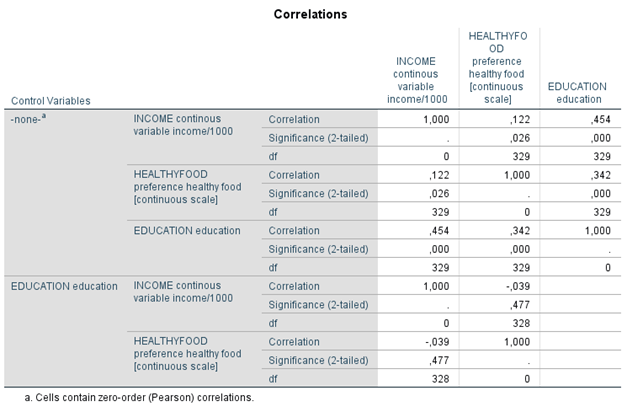 Correlations
HEALTHYFO
OD
INCOME preference
continous healthy food
variable [continuous EDUCATION
Control Variables income/1000 scale] education
-none-a INCOME continous Correlation 1,000 ,122 ,454
variable income/1000 Significance (2-tailed) . ,026 ,000
df 0 329 329
HEALTHYFOOD Correlation ,122 1,000 ,342
preference healthy food Significance (2-tailed) ,026 . ,000
[continuous scale] df 329 0 329
EDUCATION education Correlation ,454 ,342 1,000
Significance (2-tailed) ,000 ,000 .
df 329 329 0
EDUCATION education INCOME continous Correlation 1,000 -,039
variable income/1000 Significance (2-tailed) . ,477
df 0 328
HEALTHYFOOD Correlation -,039 1,000
preference healthy food Significance (2-tailed) ,477 .
[continuous scale] df 328 0
a. Cells contain zero-order (Pearson) correlations.